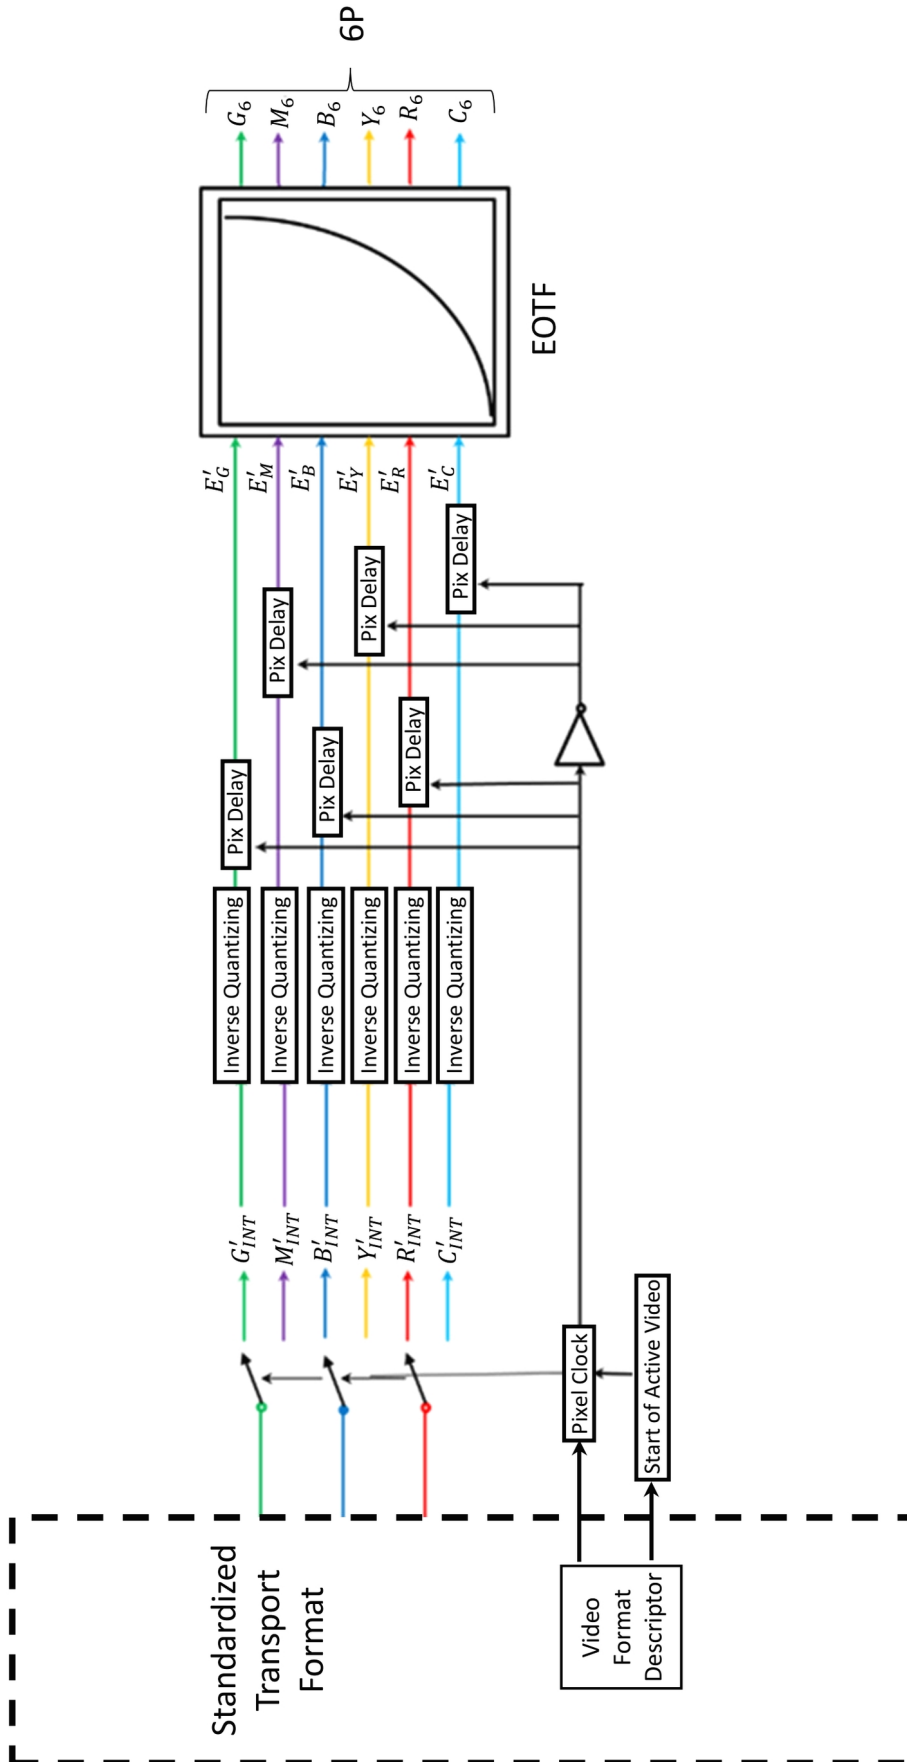 Standardized
Transport
Format
Video
Format
Descriptor
Pixel Clock
Start of Active Video
G'INT
M'INT
B'INT
Y'INT
R'INT
C'INT
Inverse Quantizing
Inverse Quantizing
Inverse Quantizing
Inverse Quantizing
Inverse Quantizing
Inverse Quantizing
Pix Delay
Pix Delay
Pix Delay
Pix Delay
Pix Delay
Pix Delay
E'G
E'M
E'B
E'Y
E'R
E'C
EOTF
G6
M6
B6
Y6
R6
C6
6P